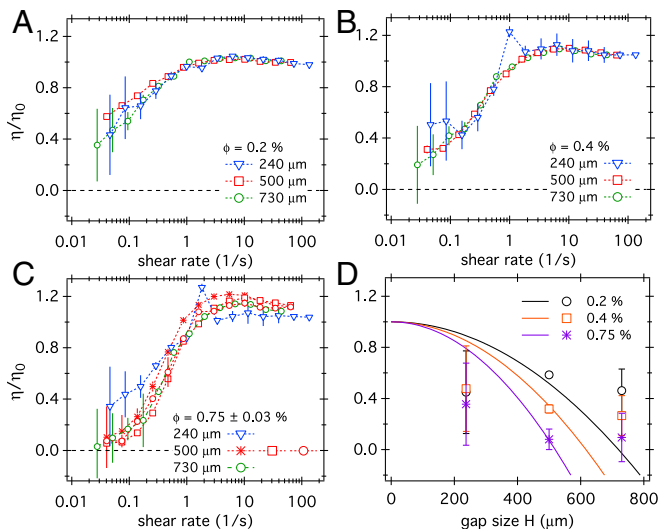 A
η/η0
1.2
0.8
0.4
0.0
ϕ = 0.2 %
240 μm
500 μm
730 μm
0.01 0.1 1 10 100
shear rate (1/s)
B
η/η0
1.2
0.8
0.4
0.0
ϕ = 0.4 %
240 μm
500 μm
730 μm
0.01 0.1 1 10 100
shear rate (1/s)
C
η/η0
1.2
0.8
0.4
0.0
ϕ = 0.75 ± 0.03 %
240 μm
500 μm
730 μm
0.01 0.1 1 10 100
shear rate (1/s)
D
η/η0
1.2
0.8
0.4
0.0
0.2 %
0.4 %
0.75 %
0 200 400 600 800
gap size H (μm)